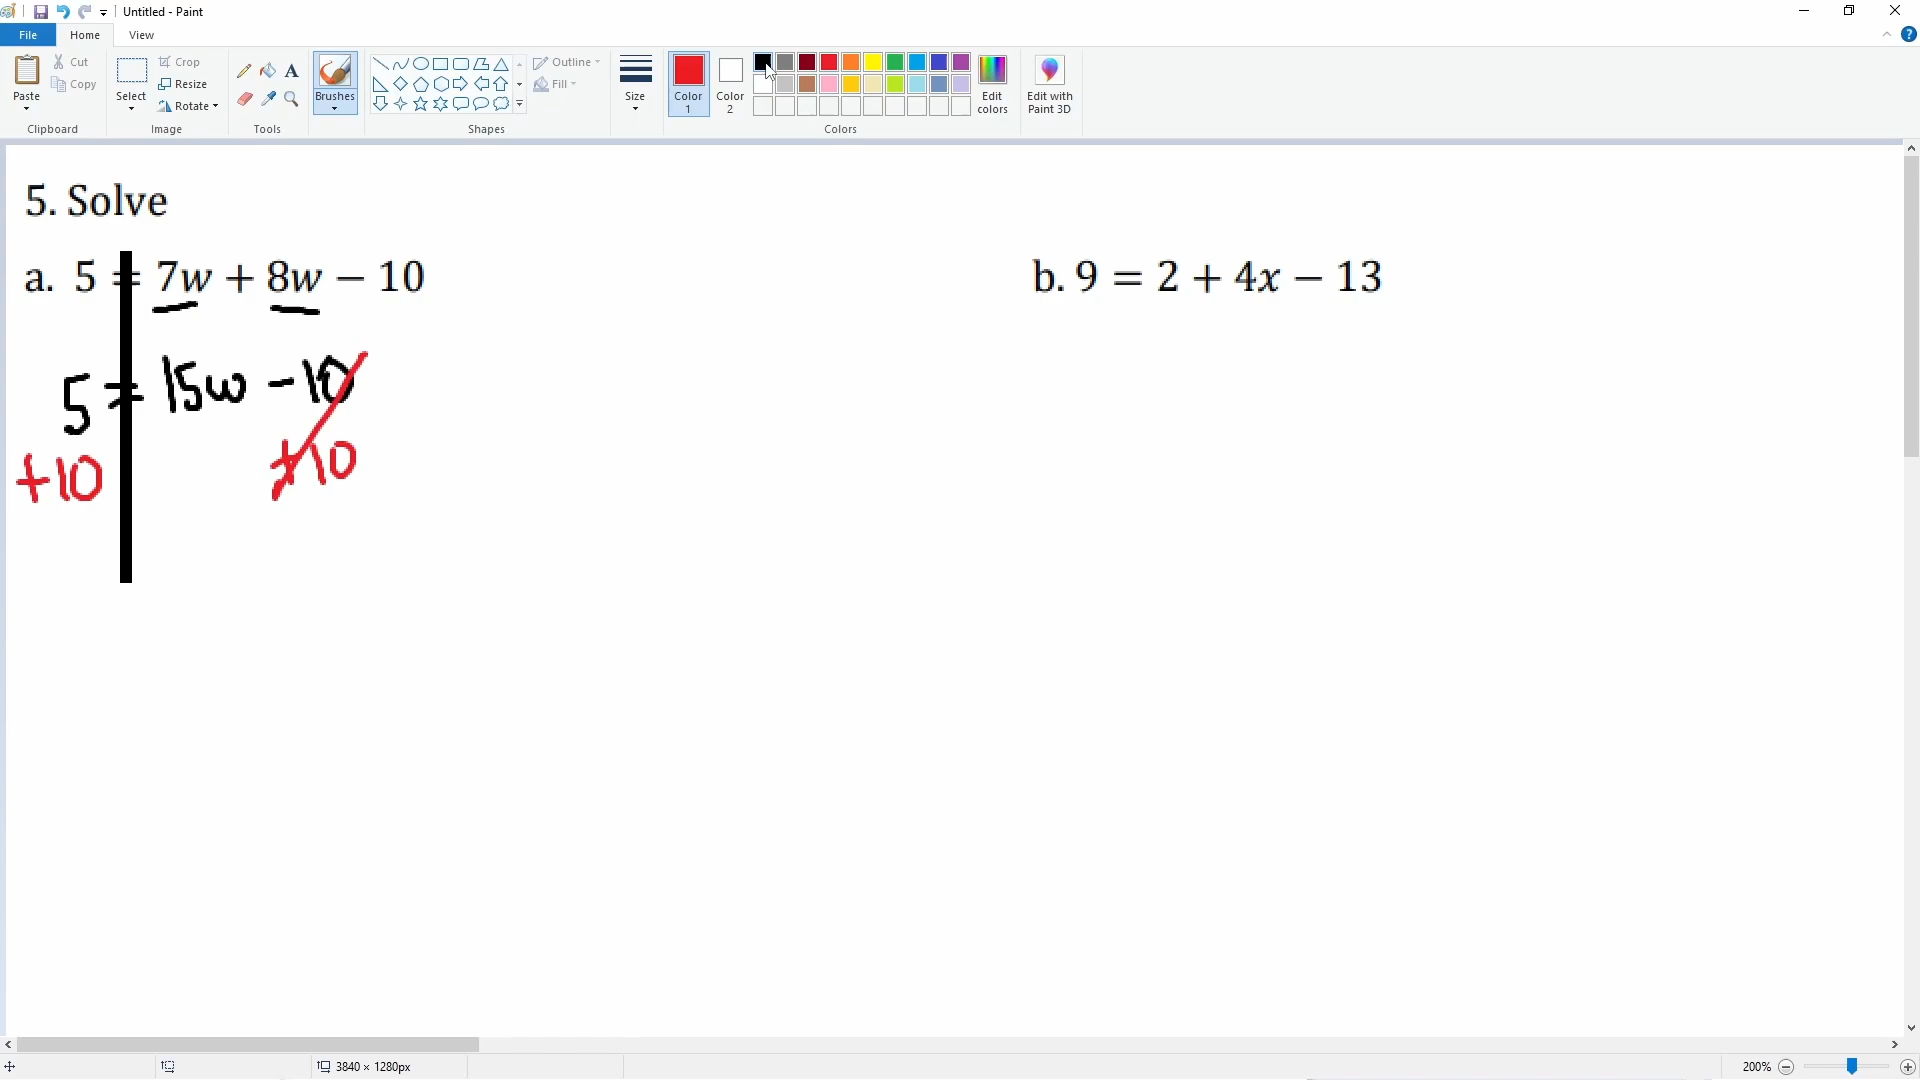 Untitled - Paint
File Home View
Paste Cut Copy Clipboard
Select Crop Resize Rotate Image
A
Tools
Brushes
Shapes
Outline Fill
Size
Color 1
Color 2
Edit colors
Colors
Edit with Paint 3D
?
5. Solve
a. 5 = 7w + 8w − 10
b. 9 = 2 + 4x − 13
5 = 15w - 10
+10 +10
3840 × 1280px
200%